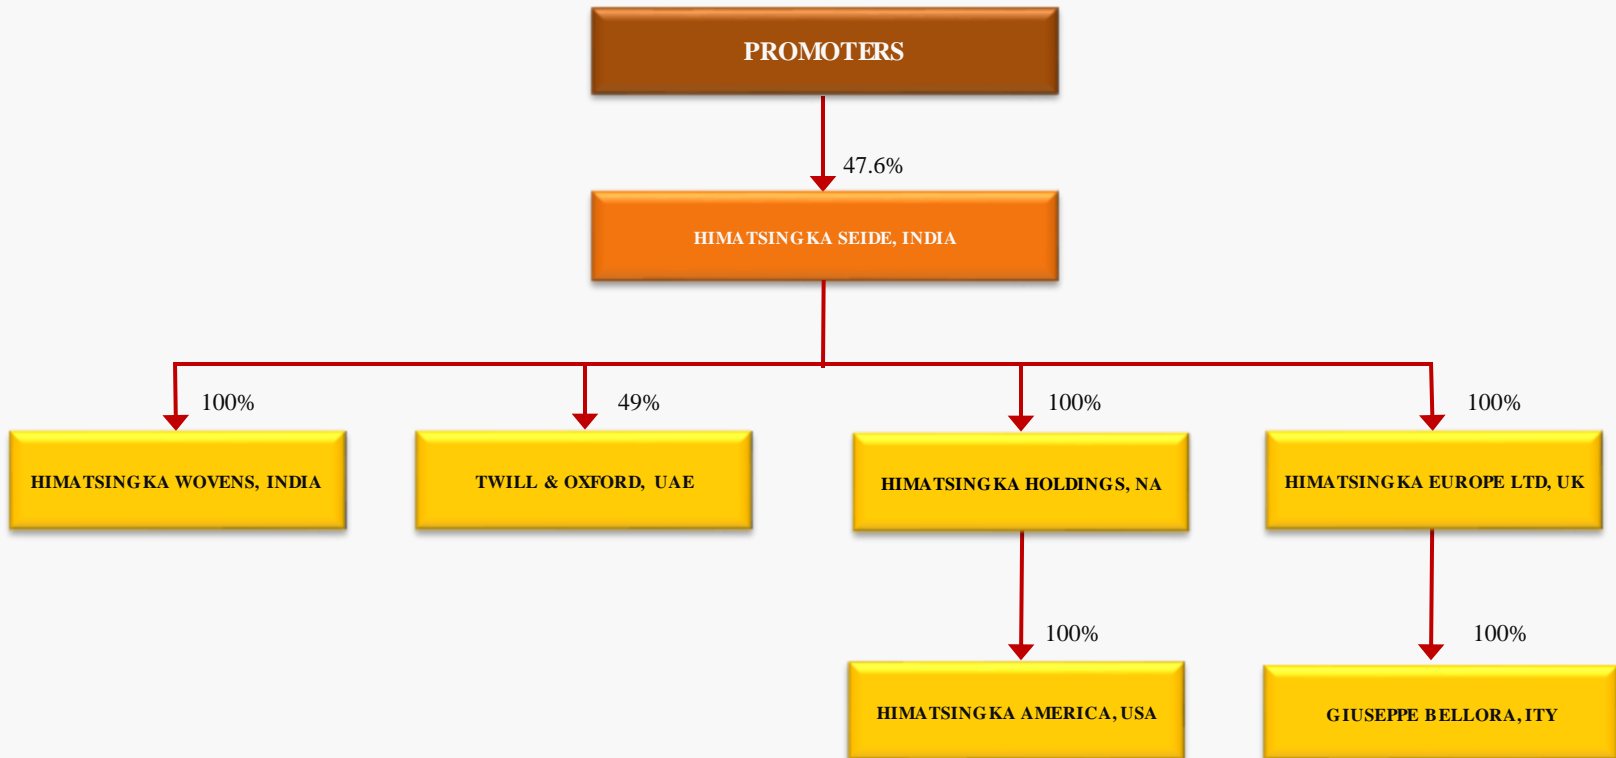 PROMOTERS
47.6%
HIMATSINGKA SEIDE, INDIA
100%
49%
100%
100%
HIMATSINGKA WOVENS, INDIA
TWILL & OXFORD, UAE
HIMATSINGKA HOLDINGS, NA
HIMATSINGKA EUROPE LTD, UK
100%
100%
HIMATSINGKA AMERICA, USA
GIUSEPPE BELLORA, ITY